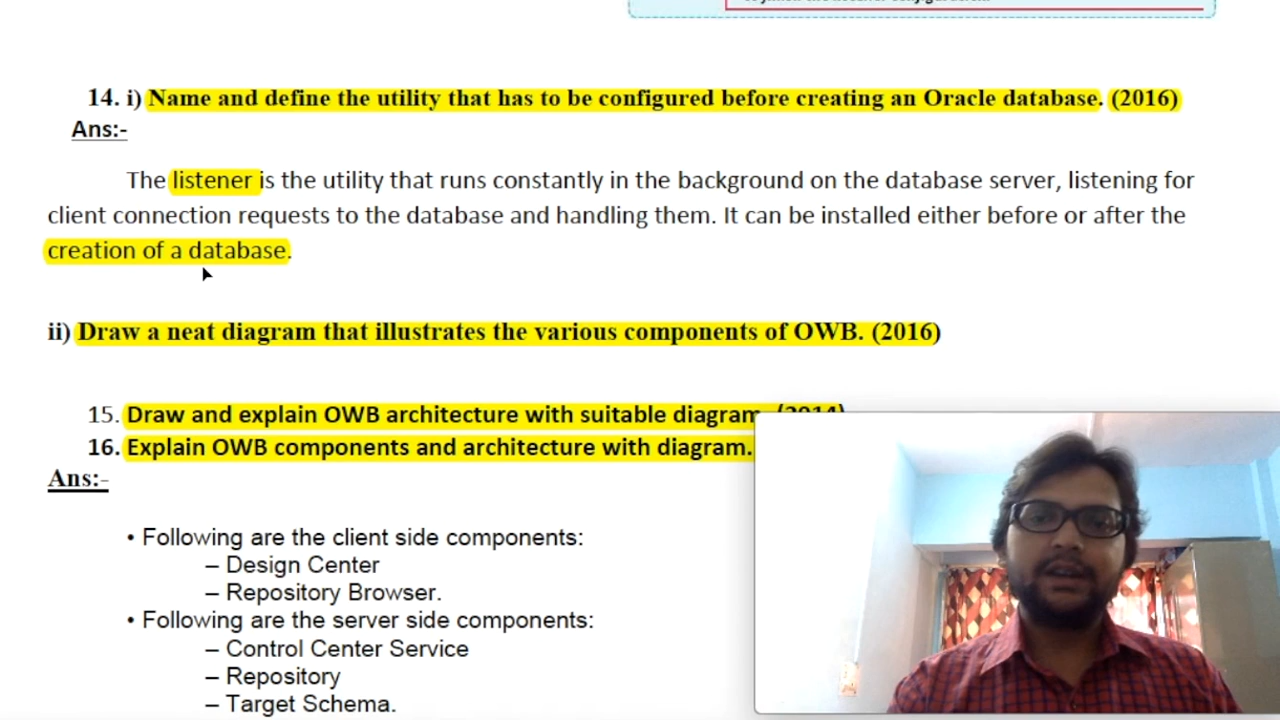 14. i) Name and define the utility that has to be configured before creating an Oracle database. (2016)
Ans:-
The listener is the utility that runs constantly in the background on the database server, listening for
client connection requests to the database and handling them. It can be installed either before or after the
creation of a database.
ii) Draw a neat diagram that illustrates the various components of OWB. (2016)
15. Draw and explain OWB architecture with suitable diagram. (2014)
16. Explain OWB components and architecture with diagram.
Ans:-
• Following are the client side components:
– Design Center
– Repository Browser.
• Following are the server side components:
– Control Center Service
– Repository
– Target Schema.